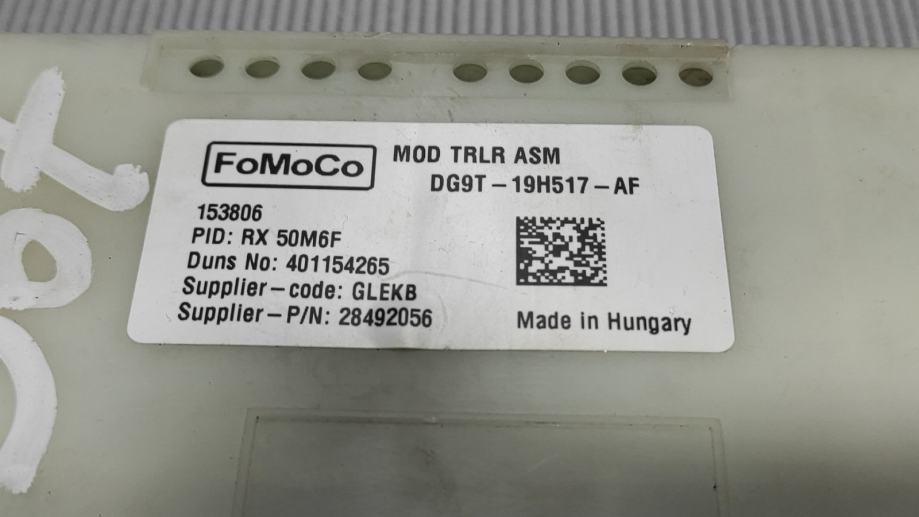 FoMoCo
MOD TRLR ASM
DG9T-19H517-AF
153806
PID: RX 50M6F
Duns No: 401154265
Supplier-code: GLEKB
Supplier-P/N: 28492056
Made in Hungary